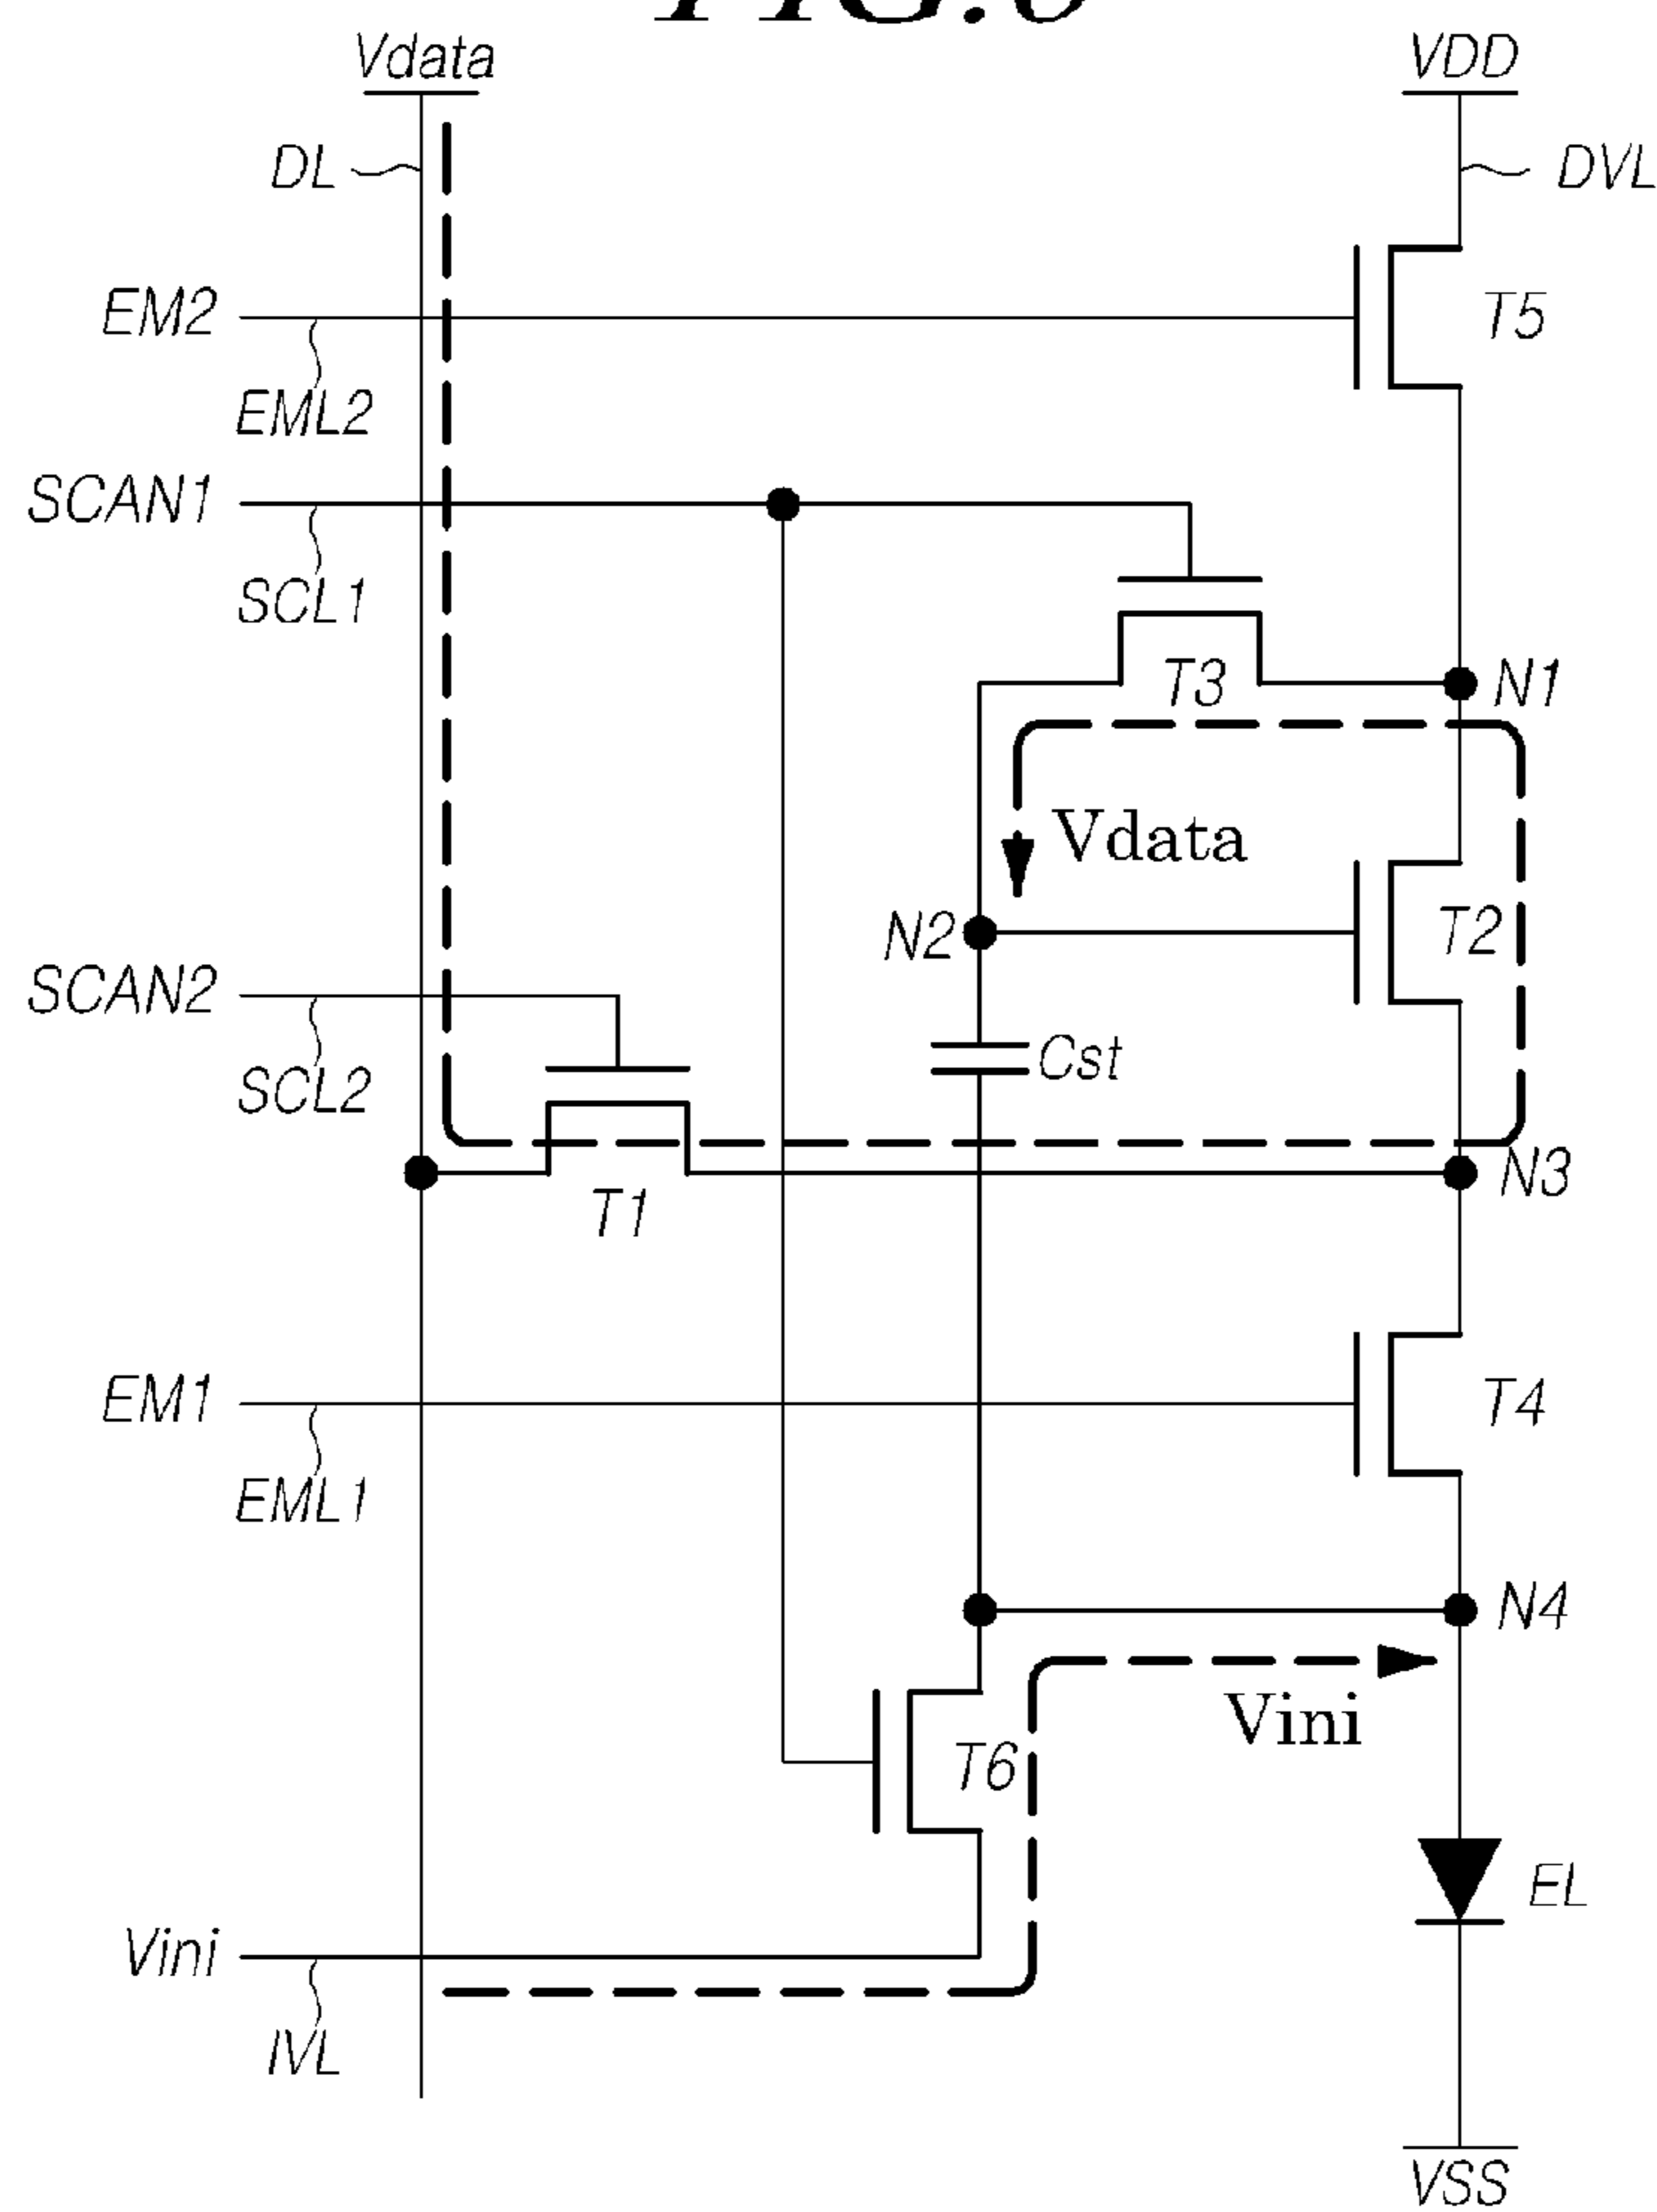 Vdata
VDD
DL
DVL
EM2
T5
EML2
SCAN1
SCL1
T3
N1
Vdata
N2
T2
SCAN2
Cst
SCL2
N3
T1
EM1
T4
EML1
N4
Vini
T6
EL
Vini
IVL
VSS